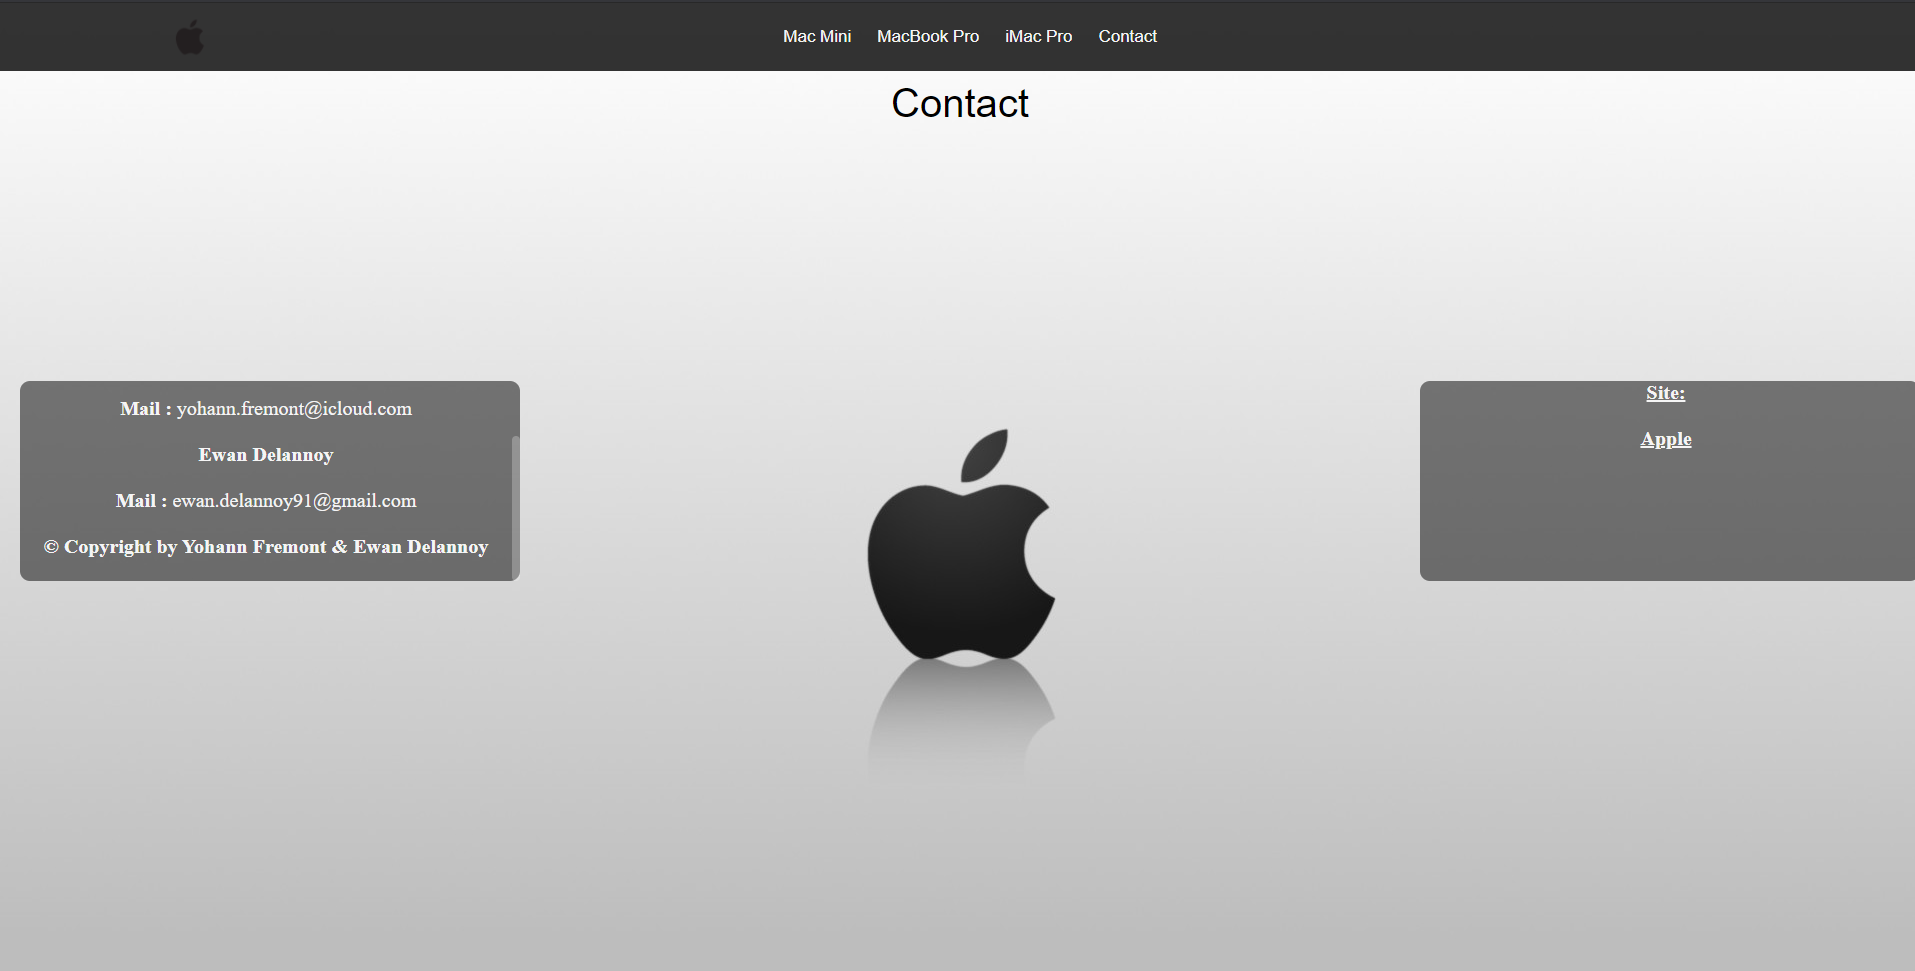 Mac Mini MacBook Pro iMac Pro Contact
Contact
Mail : yohann.fremont@icloud.com
Ewan Delannoy
Mail : ewan.delannoy91@gmail.com
© Copyright by Yohann Fremont & Ewan Delannoy
Site:
Apple